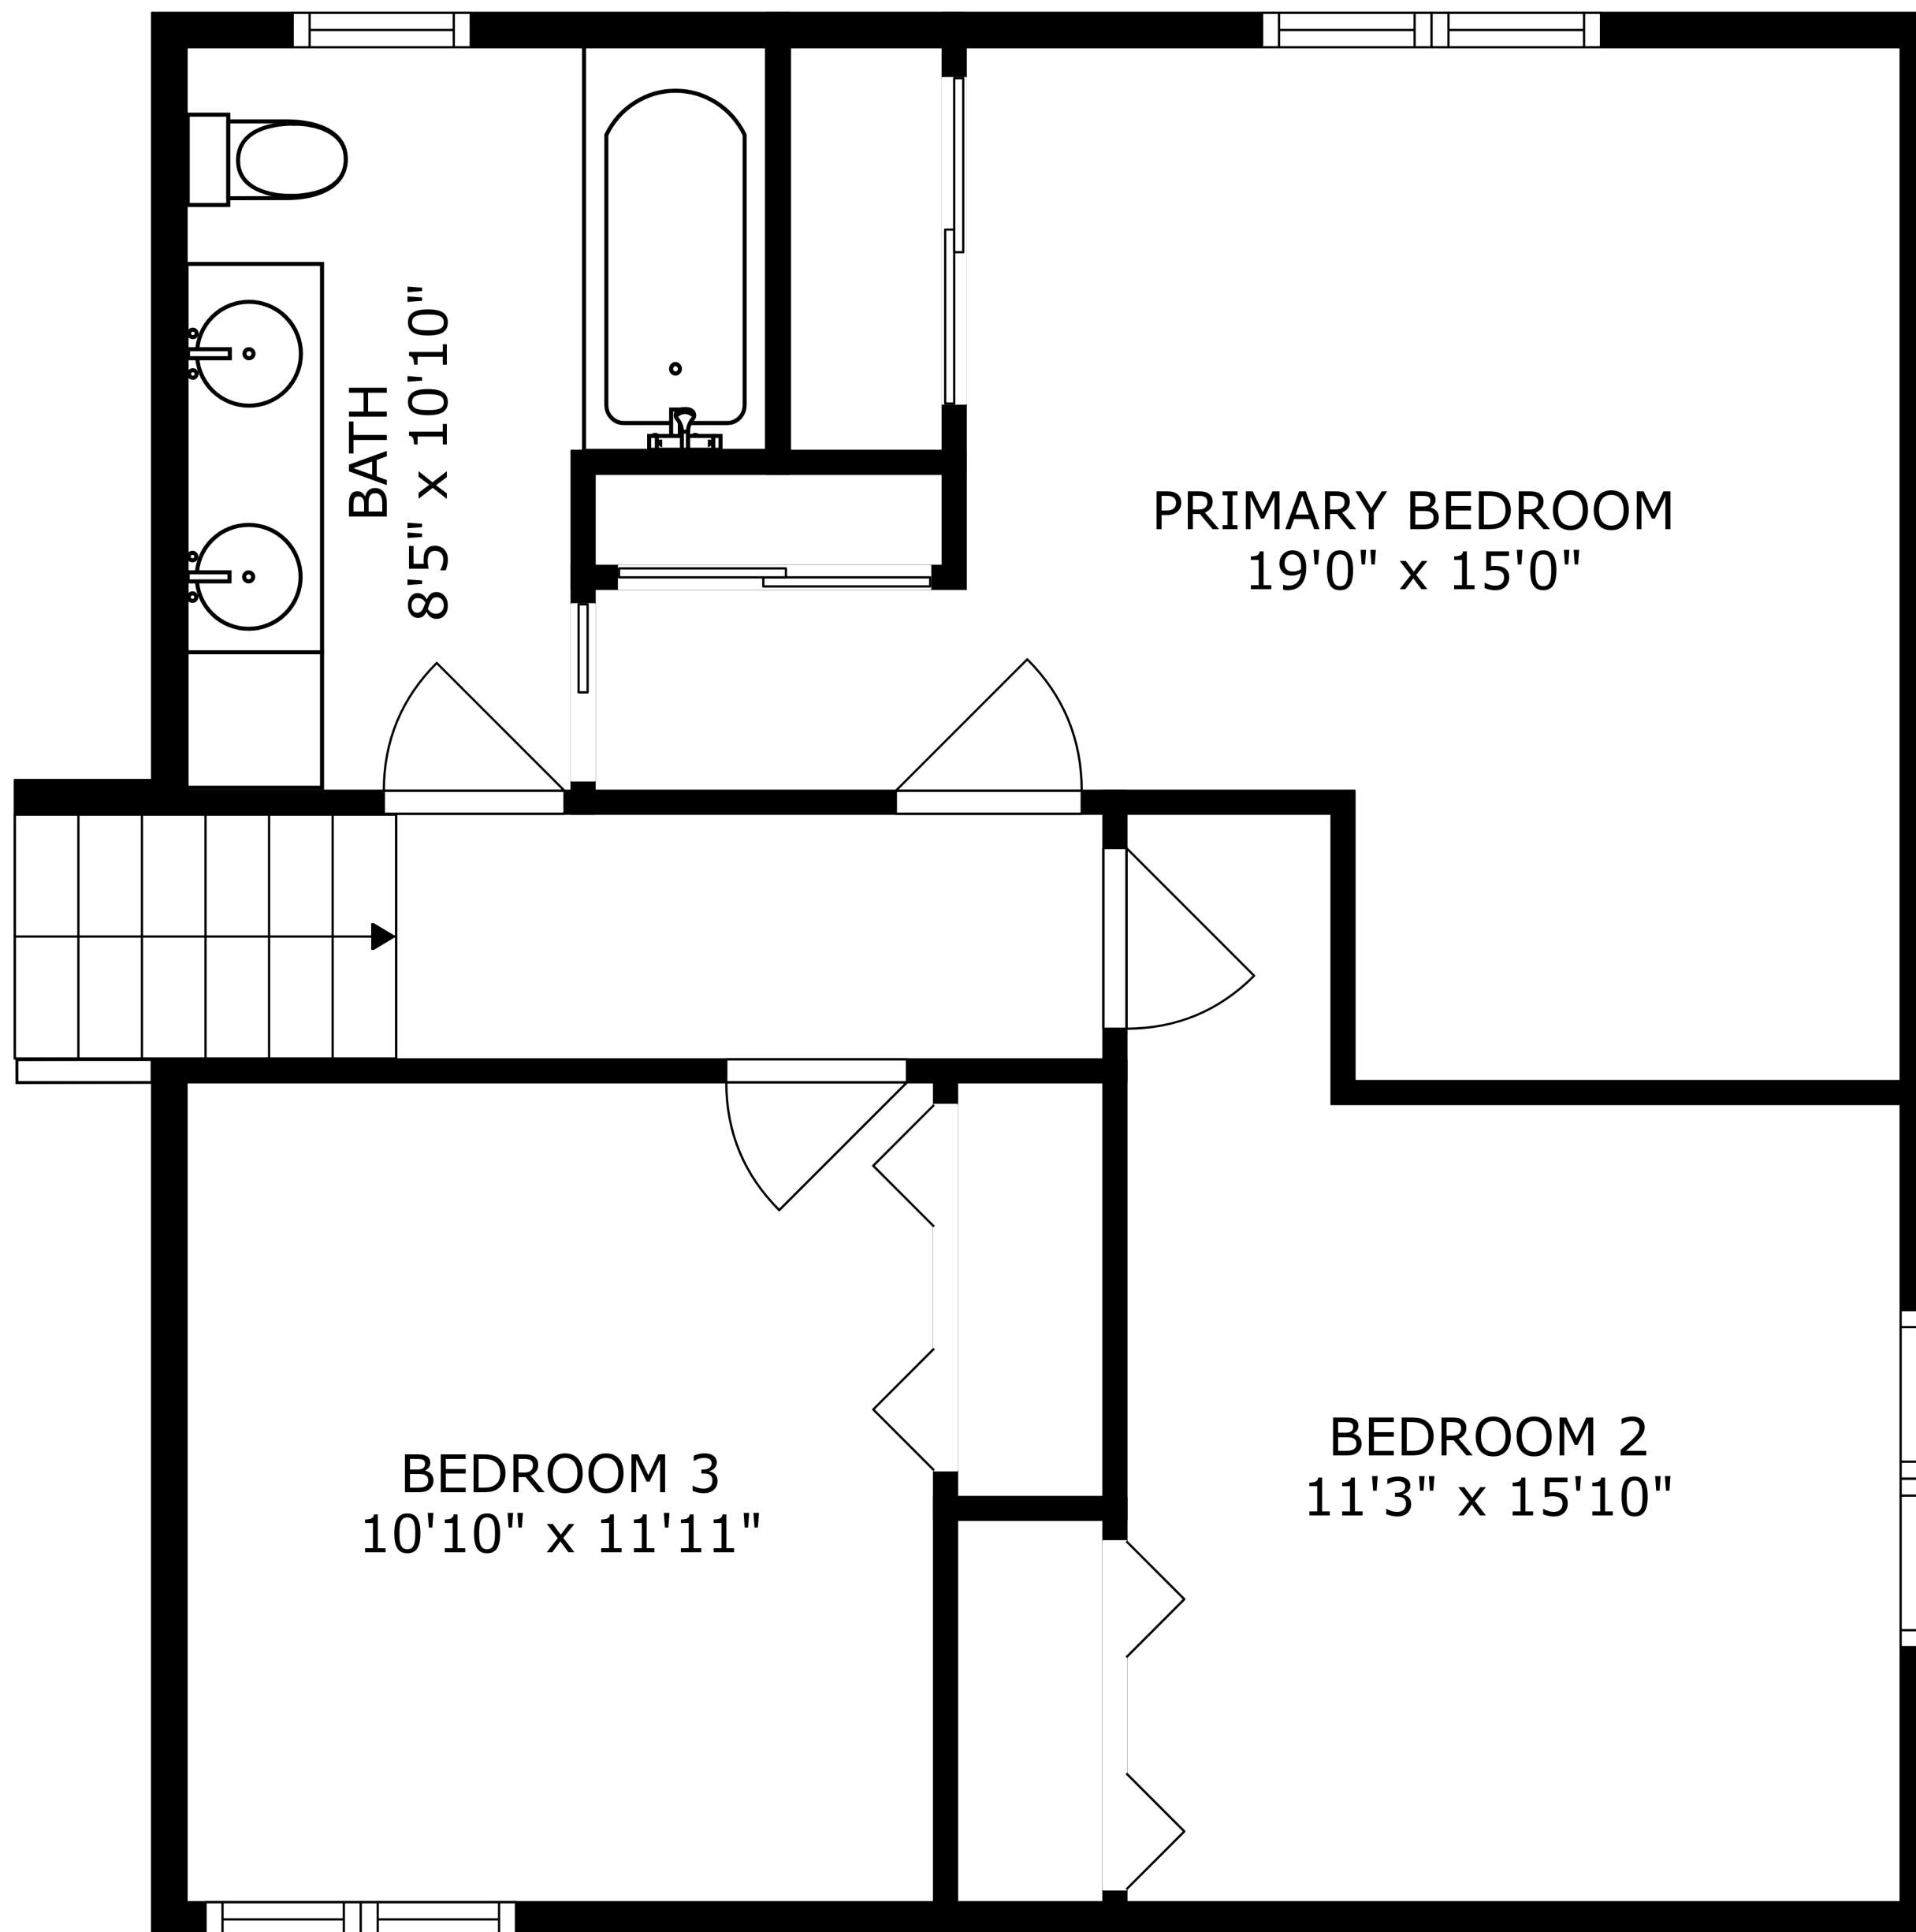 BATH
8'5" x 10'10"
PRIMARY BEDROOM
19'0" x 15'0"
BEDROOM 2
11'3" x 15'10"
BEDROOM 3
10'10" x 11'11"